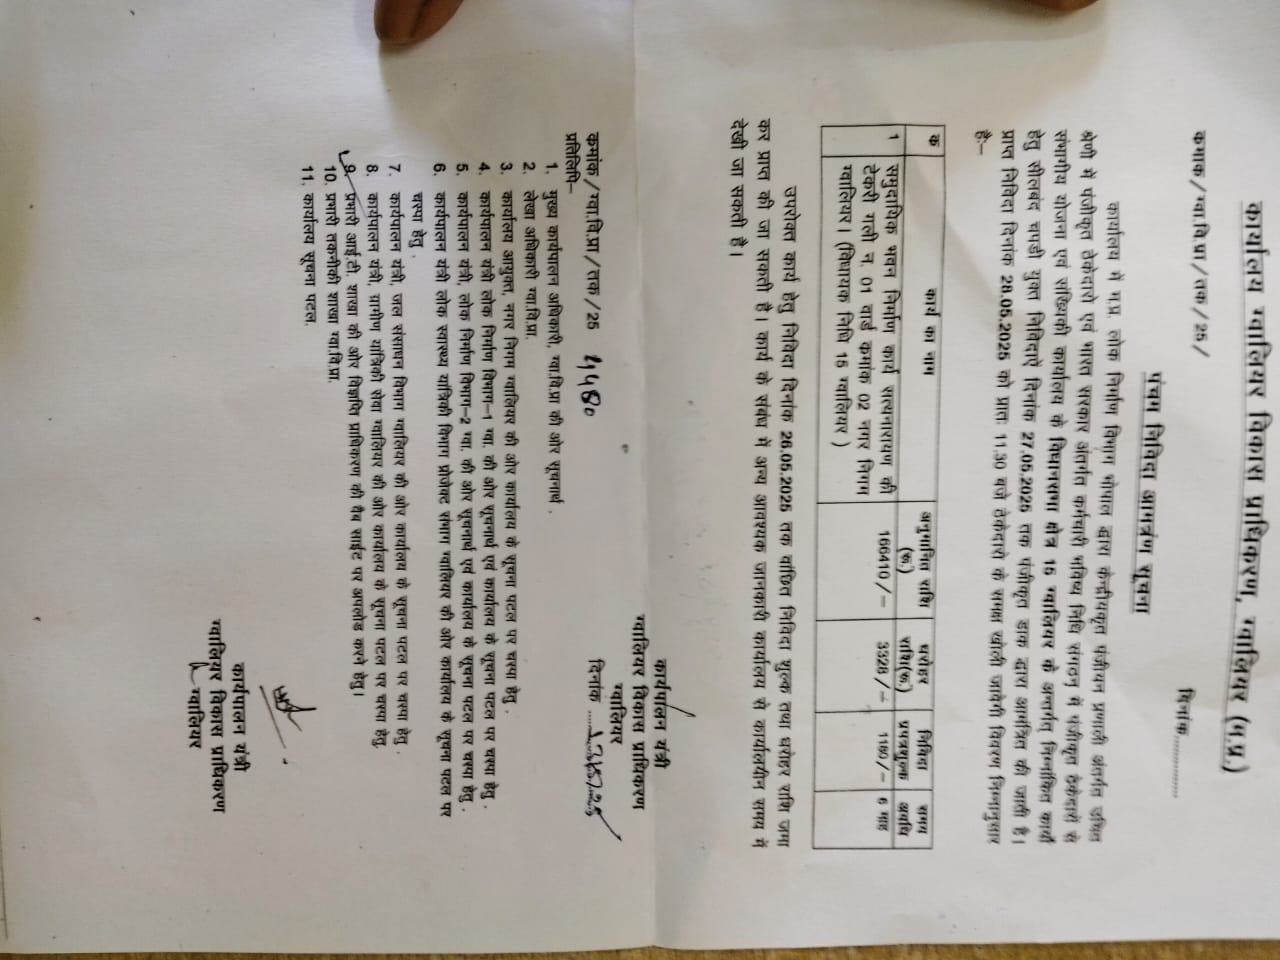 कार्यालय ग्वालियर विकास प्राधिकरण, ग्वालियर (म.प्र.)
कमाक/ग्वा.वि.प्रा/तक/25/ दिनांक..............
पंचम निविदा आमत्रंण सूचना
कार्यालय मे म.प्र. लोक निर्माण विभाग भोपाल द्वारा केन्द्रीयकृत पंजीयन प्रणाली अंतर्गत उचित
श्रेणी में पंजीकृत ठेकेदारो एवं भारत सरकार अंतर्गत कर्मचारी भविष्य निधि संगठन में पंजीकृत ठेकेदारो से
संभागीय योजना एवं सांख्यिकी कार्यालय के विधानसभा क्षेत्र 15 ग्वालियर के अन्तर्गत निम्नांकित कार्यो
हेतु सीलबंद चपडी युक्त निविदाऐ दिनांक 27.05.2025 तक पंजीकृत डाक द्वारा आमंत्रित की जाती है।
प्राप्त निविदा दिनांक 28.05.2025 को प्रातः 11.30 बजे ठेकेदारो के समक्ष खोली जावेगी विवरण निम्नानुसार
है:–
क कार्य का नाम अनुमानित राशि (रू.) धरोहर राशि(रू.) निविदा प्रपत्रशुल्क समय अवधि
1 समुदायिक भवन निर्माण कार्य सत्यनारायण की 166410/– 3328/– 1180/– 6 माह
टेकरी गली न. 01 वार्ड कमांक 02 नगर निगम
ग्वालियर। (विधायक निधि 15 ग्वालियर )
उपरोक्त कार्य हेतु निविदा दिनांक 26.05.2025 तक वांछित निविदा शुल्क तथा धरोहर राशि जमा
कर प्राप्त की जा सकती है। कार्य के संबंध मे अन्य आवश्यक जानकारी कार्यालय से कार्यालयीन समय में
देखी जा सकती है।
कार्यपालन यंत्री
ग्वालियर विकास प्राधिकरण
ग्वालियर
कमांक/ग्वा.वि.प्रा/तक/25 दिनांक
प्रतिलिपि–
1. मुख्य कार्यपालन अधिकारी, ग्वा.वि.प्रा की ओर सूचनार्थ .
2. लेखा अधिकारी ग्वा.वि.प्रा.
3. कार्यालय आयुक्त, नगर निगम ग्वालियर की ओर कार्यालय के सूचना पटल पर चस्पा हेतु .
4. कार्यपालन यंत्री लोक निर्माण विभाग–1 ग्वा. की ओर सूचनार्थ एवं कार्यालय के सूचना पटल पर चस्पा हेतु .
5. कार्यपालन यंत्री, लोक निर्माण विभाग–2 ग्वा. की ओर सूचनार्थ एवं कार्यालय के सूचना पटल पर चस्पा हेतु .
6. कार्यपालन यंत्री लोक स्वास्थ्य यांत्रिकी विभाग प्रोजेक्ट संभाग ग्वालियर की ओर कार्यालय के सूचना पटल पर
चस्पा हेतु .
7. कार्यपालन यंत्री, जल संसाधन विभाग ग्वालियर की ओर कार्यालय के सूचना पटल पर चस्पा हेतु .
8. कार्यपालन यंत्री, ग्रामीण यांत्रिकी सेवा ग्वालियर की ओर कार्यालय के सूचना पटल पर चस्पा हेतु
9. प्रभारी आई.टी. शाखा की ओर विज्ञप्ति प्राधिकरण की वैब साईट पर अपलोड करने हेतु।
10. प्रभारी तकनीकी शाखा ग्वा.वि.प्रा.
11. कार्यालय सूचना पटल.
कार्यपालन यंत्री
ग्वालियर विकास प्राधिकरण
ग्वालियर